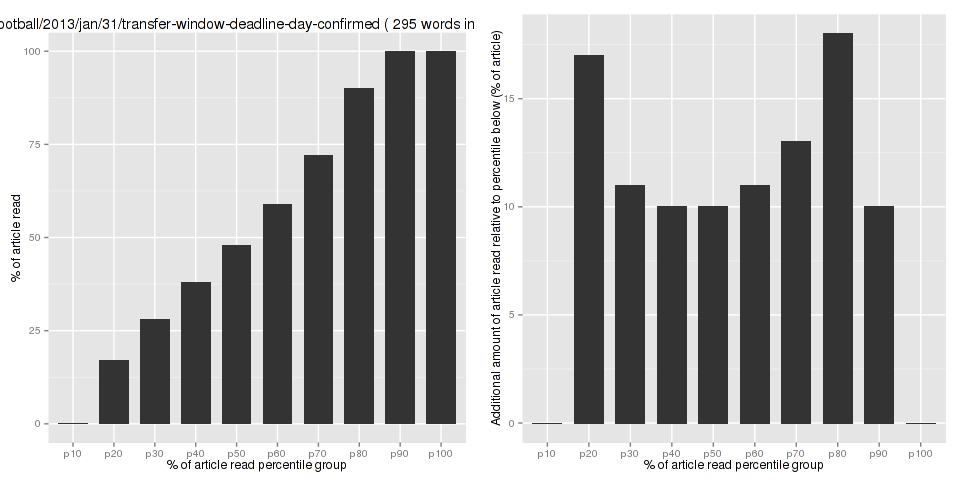 ootball/2013/jan/31/transfer-window-deadline-day-confirmed ( 295 words in
% of article read
100
75
50
25
0
p10 p20 p30 p40 p50 p60 p70 p80 p90 p100
% of article read percentile group
Additional amount of article read relative to percentile below (% of article)
15
10
5
0
p10 p20 p30 p40 p50 p60 p70 p80 p90 p100
% of article read percentile group